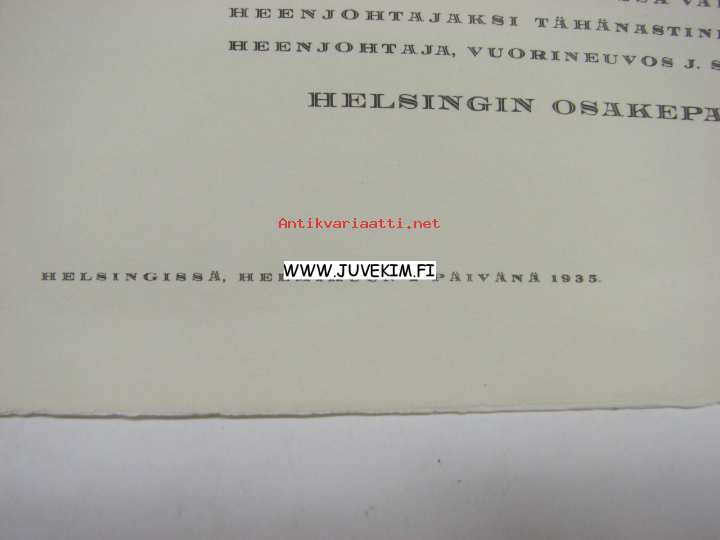 HEENJOHTAJAKSI TÄHÄNASTINE
HEENJOHTAJA, VUORINEUVOS J. S
HELSINGIN OSAKEPA
Antikvariaatti.net
WWW.JUVEKIM.FI
HELSINGISSÄ, PÄIVÄNÄ 1935.